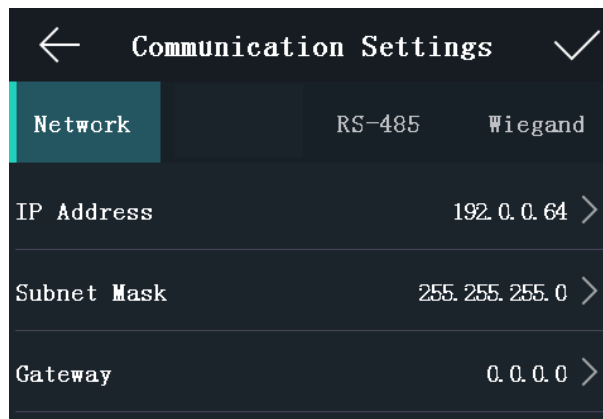 Communication Settings
Network RS-485 Wiegand
IP Address 192.0.0.64
Subnet Mask 255.255.255.0
Gateway 0.0.0.0